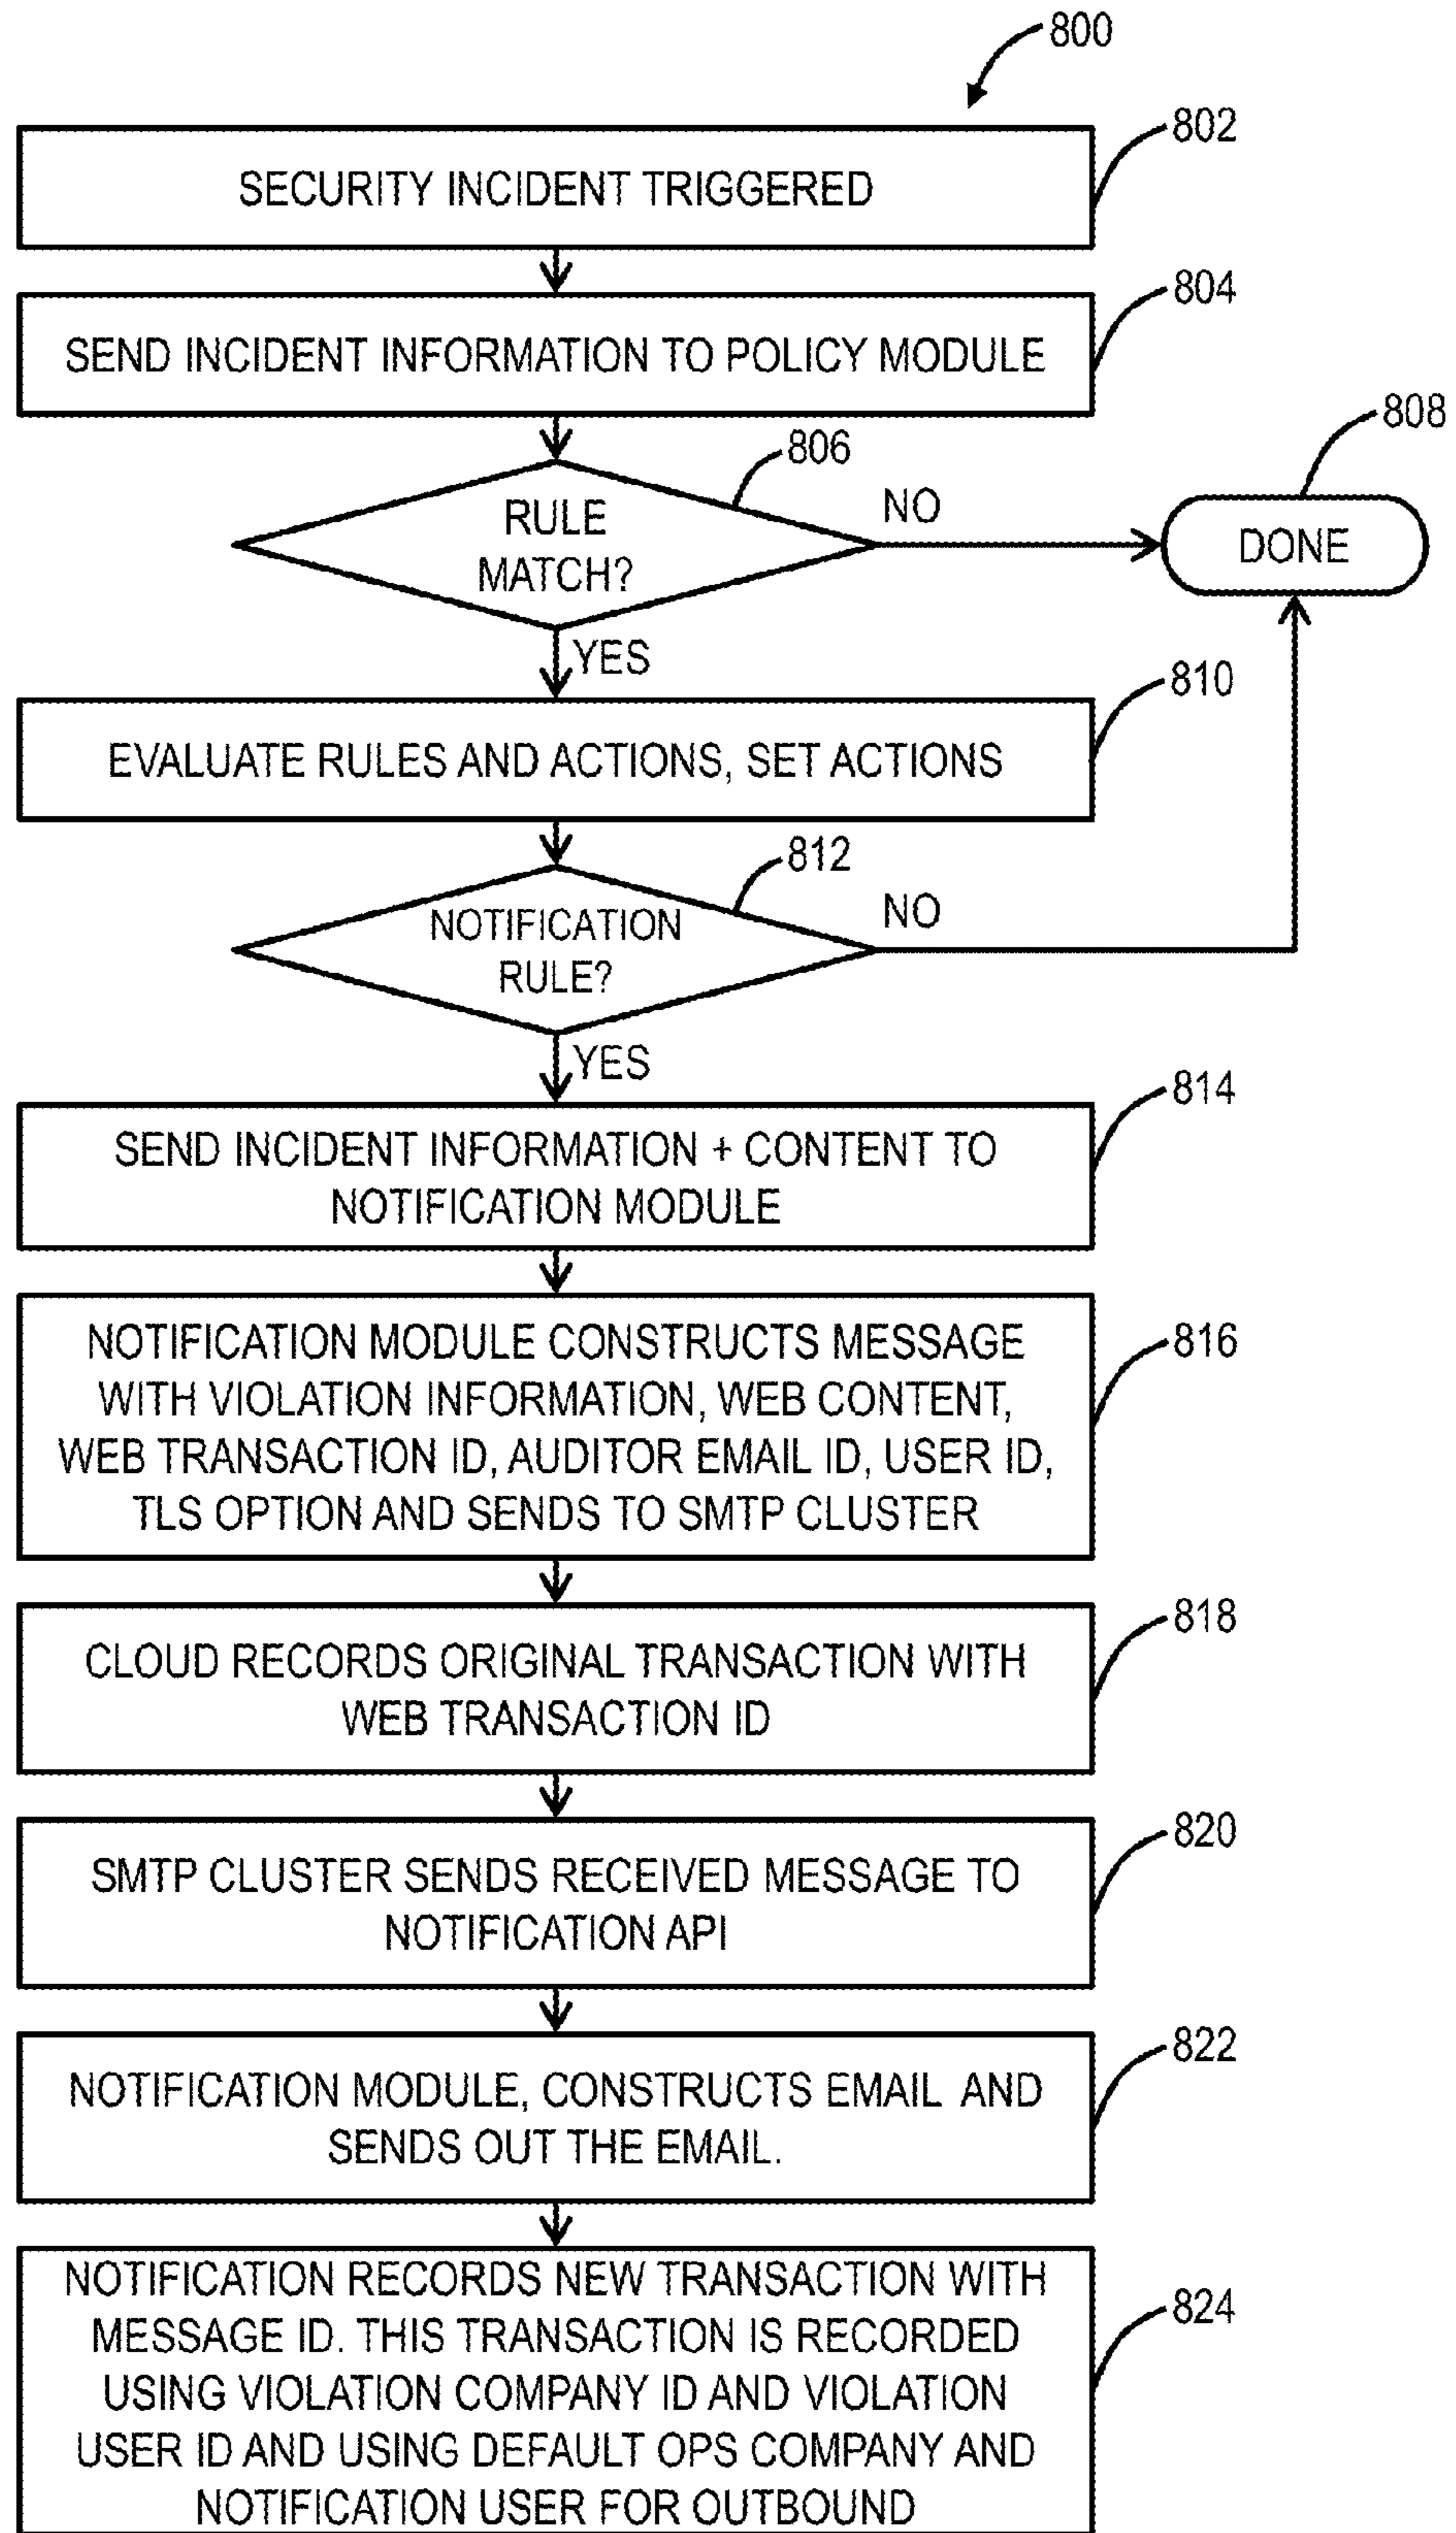 800
802
SECURITY INCIDENT TRIGGERED
804
SEND INCIDENT INFORMATION TO POLICY MODULE
806
808
RULE
MATCH?
NO
DONE
YES
810
EVALUATE RULES AND ACTIONS, SET ACTIONS
812
NOTIFICATION
RULE?
NO
YES
814
SEND INCIDENT INFORMATION + CONTENT TO
NOTIFICATION MODULE
816
NOTIFICATION MODULE CONSTRUCTS MESSAGE
WITH VIOLATION INFORMATION, WEB CONTENT,
WEB TRANSACTION ID, AUDITOR EMAIL ID, USER ID,
TLS OPTION AND SENDS TO SMTP CLUSTER
818
CLOUD RECORDS ORIGINAL TRANSACTION WITH
WEB TRANSACTION ID
820
SMTP CLUSTER SENDS RECEIVED MESSAGE TO
NOTIFICATION API
822
NOTIFICATION MODULE, CONSTRUCTS EMAIL AND
SENDS OUT THE EMAIL.
824
NOTIFICATION RECORDS NEW TRANSACTION WITH
MESSAGE ID. THIS TRANSACTION IS RECORDED
USING VIOLATION COMPANY ID AND VIOLATION
USER ID AND USING DEFAULT OPS COMPANY AND
NOTIFICATION USER FOR OUTBOUND